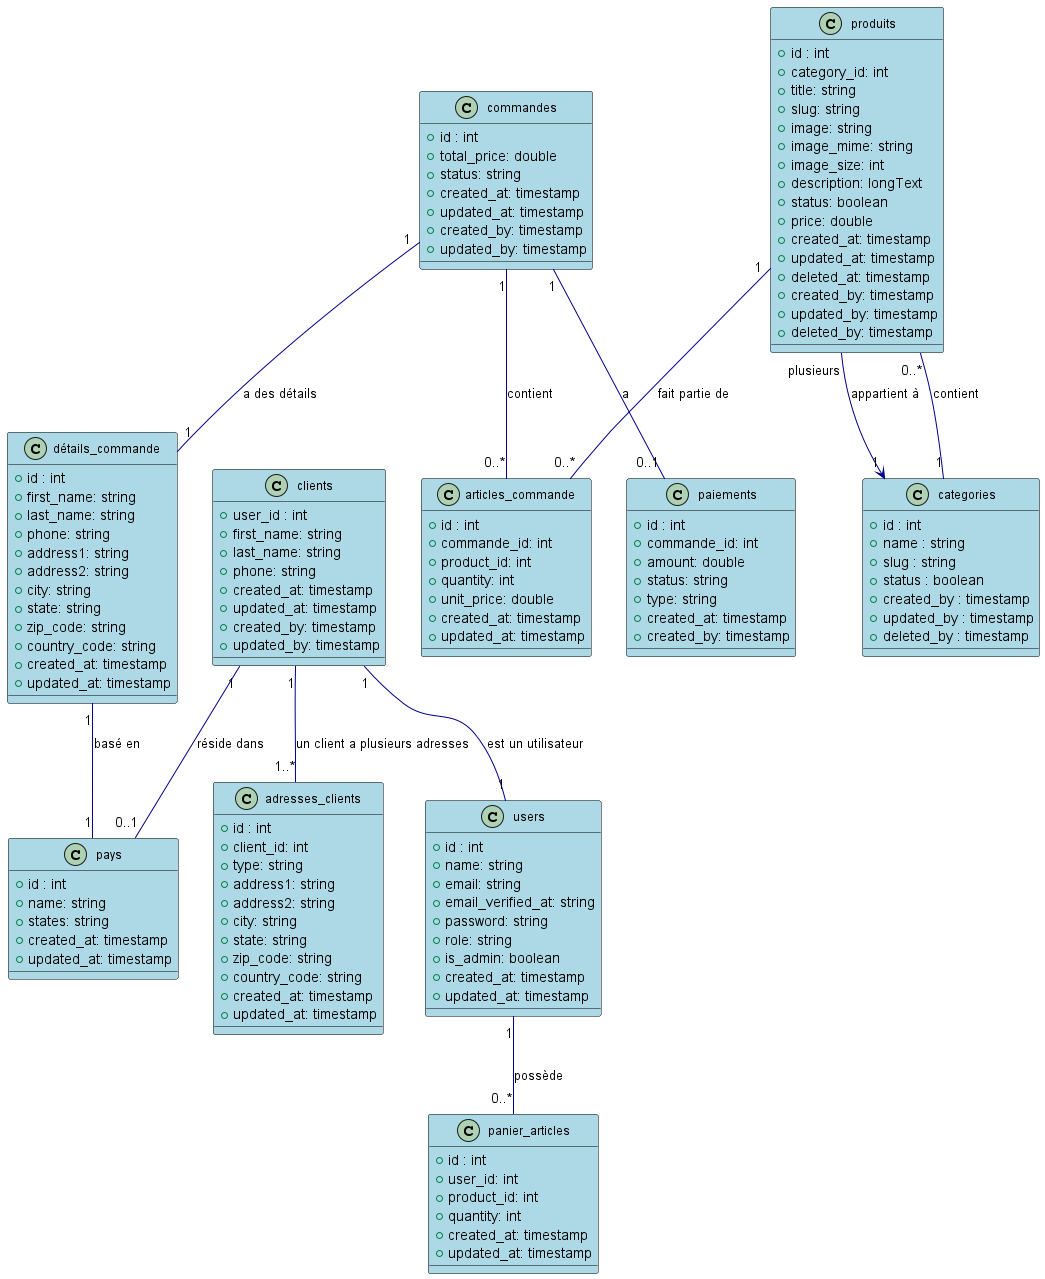 produits
id : int
category_id: int
title: string
slug: string
image: string
image_mime: string
image_size: int
description: longText
status: boolean
price: double
created_at: timestamp
updated_at: timestamp
deleted_at: timestamp
created_by: timestamp
updated_by: timestamp
deleted_by: timestamp
commandes
id : int
total_price: double
status: string
created_at: timestamp
updated_at: timestamp
created_by: timestamp
updated_by: timestamp
1
1
1
1
plusieurs
0..*
a des détails
contient
a
fait partie de
appartient à
contient
1
0..*
0..*
0..1
1
1
détails_commande
id : int
first_name: string
last_name: string
phone: string
address1: string
address2: string
city: string
state: string
zip_code: string
country_code: string
created_at: timestamp
updated_at: timestamp
clients
user_id : int
first_name: string
last_name: string
phone: string
created_at: timestamp
updated_at: timestamp
created_by: timestamp
updated_by: timestamp
articles_commande
id : int
commande_id: int
product_id: int
quantity: int
unit_price: double
created_at: timestamp
updated_at: timestamp
paiements
id : int
commande_id: int
amount: double
status: string
type: string
created_at: timestamp
created_by: timestamp
categories
id : int
name : string
slug : string
status : boolean
created_by : timestamp
updated_by : timestamp
deleted_by : timestamp
1
1
1
1
basé en
réside dans
un client a plusieurs adresses
est un utilisateur
1
0..1
1..*
1
pays
id : int
name: string
states: string
created_at: timestamp
updated_at: timestamp
adresses_clients
id : int
client_id: int
type: string
address1: string
address2: string
city: string
state: string
zip_code: string
country_code: string
created_at: timestamp
updated_at: timestamp
users
id : int
name: string
email: string
email_verified_at: string
password: string
role: string
is_admin: boolean
created_at: timestamp
updated_at: timestamp
1
possède
0..*
panier_articles
id : int
user_id: int
product_id: int
quantity: int
created_at: timestamp
updated_at: timestamp